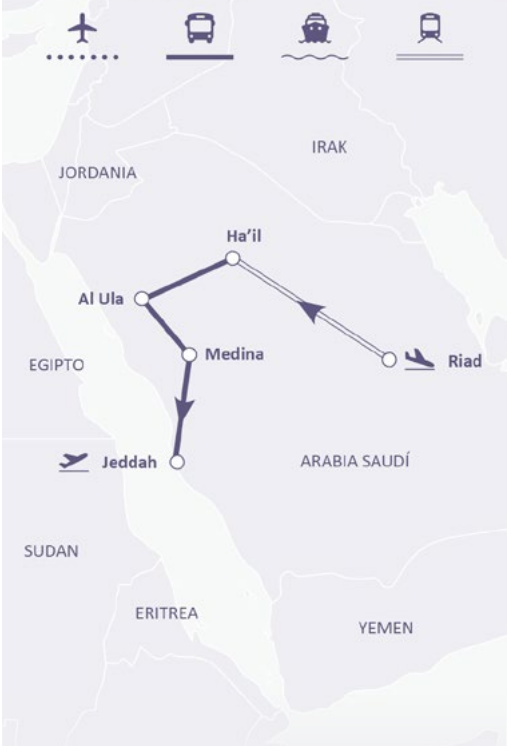 IRAK
JORDANIA
Ha'il
Al Ula
Medina
Riad
EGIPTO
Jeddah
ARABIA SAUDÍ
SUDAN
ERITREA
YEMEN